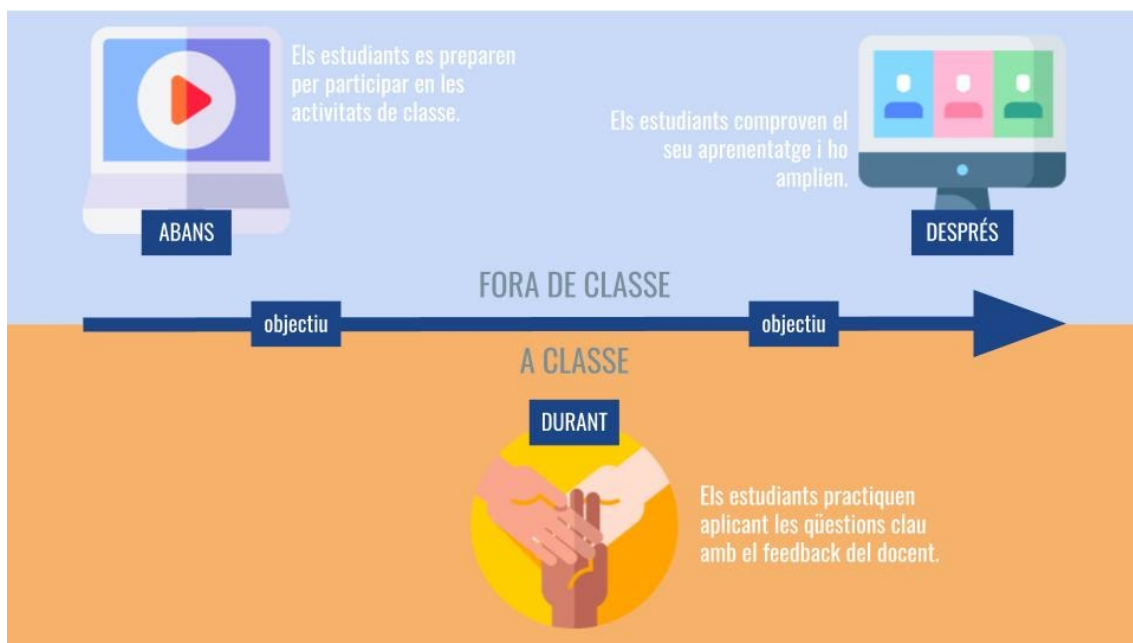 Els estudiants es preparen
per participar en les
activitats de classe.
ABANS
Els estudiants comproven el
seu aprenentatge i ho
amplien.
DESPRÉS
FORA DE CLASSE
objectiu
objectiu
A CLASSE
DURANT
Els estudiants practiquen
aplicant les qüestions clau
amb el feedback del docent.